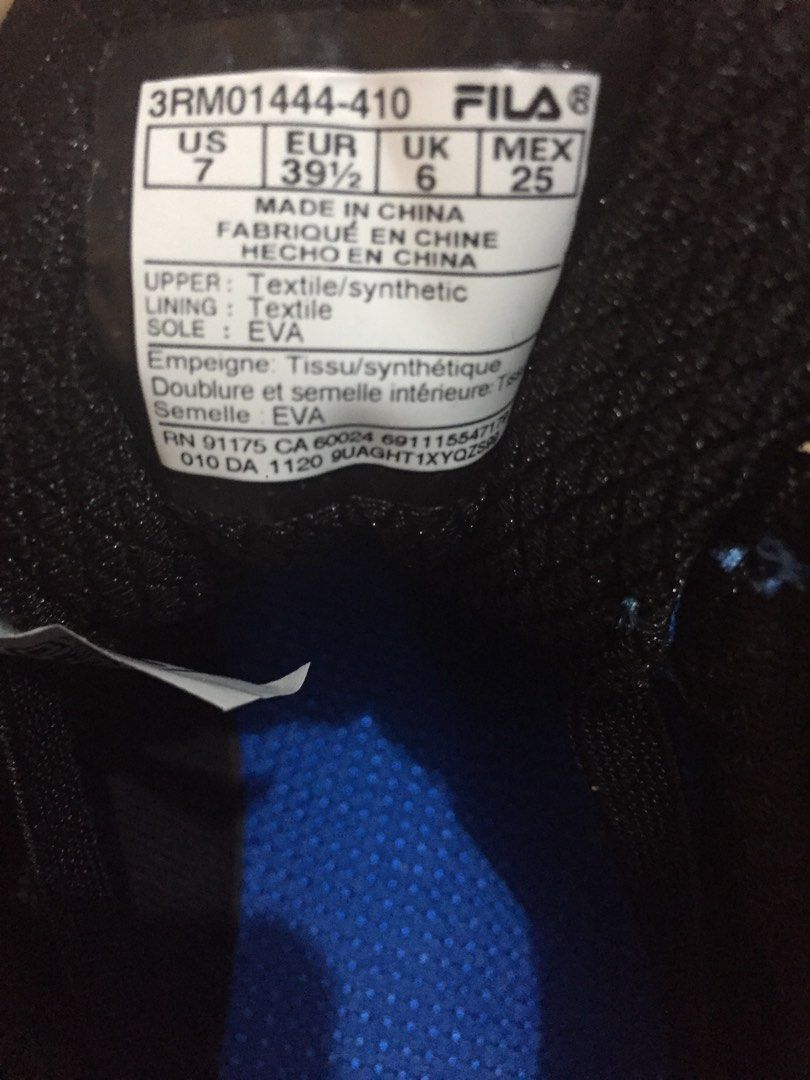 3RM01444-410 FILA®
US EUR UK MEX
7 39½ 6 25
MADE IN CHINA
FABRIQUÉ EN CHINE
HECHO EN CHINA
UPPER : Textile/synthetic
LINING : Textile
SOLE : EVA
Empeigne: Tissu/synthétique
Doublure et semelle intérieure:
Semelle : EVA
RN 91175 CA 60024
010 DA 1120